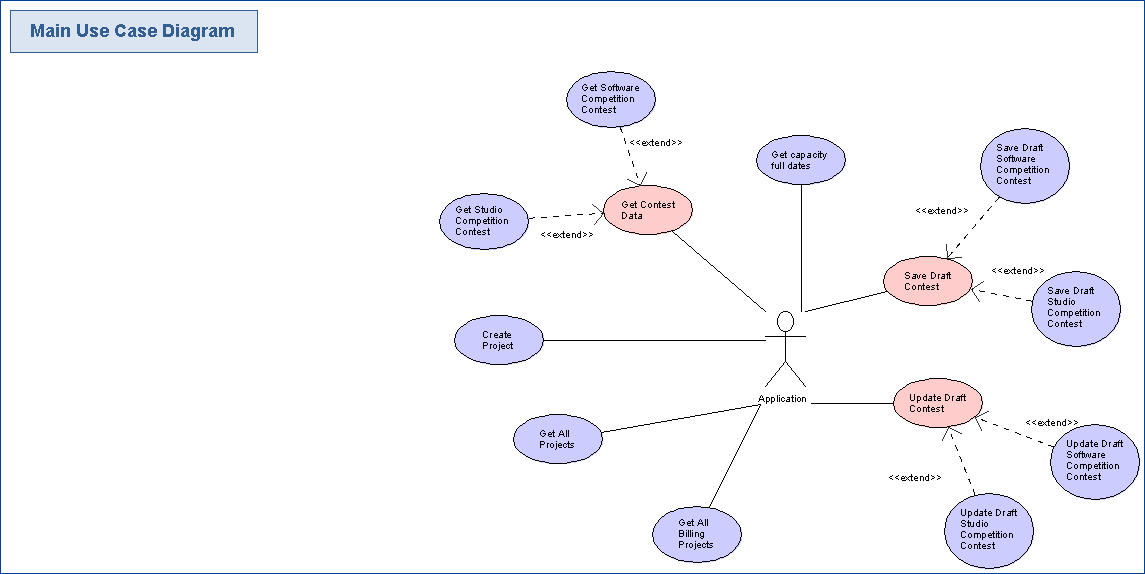 Main Use Case Diagram
Get Software
Competition
Contest
<<extend>>
Get capacity
full dates
Save Draft
Software
Competition
Contest
Get Studio
Competition
Contest
<<extend>>
Get Contest
Data
<<extend>>
Save Draft
Contest
<<extend>>
Save Draft
Studio
Competition
Contest
Create
Project
Application
Update Draft
Contest
<<extend>>
Get All
Projects
Update Draft
Software
Competition
Contest
<<extend>>
Get All
Billing
Projects
Update Draft
Studio
Competition
Contest